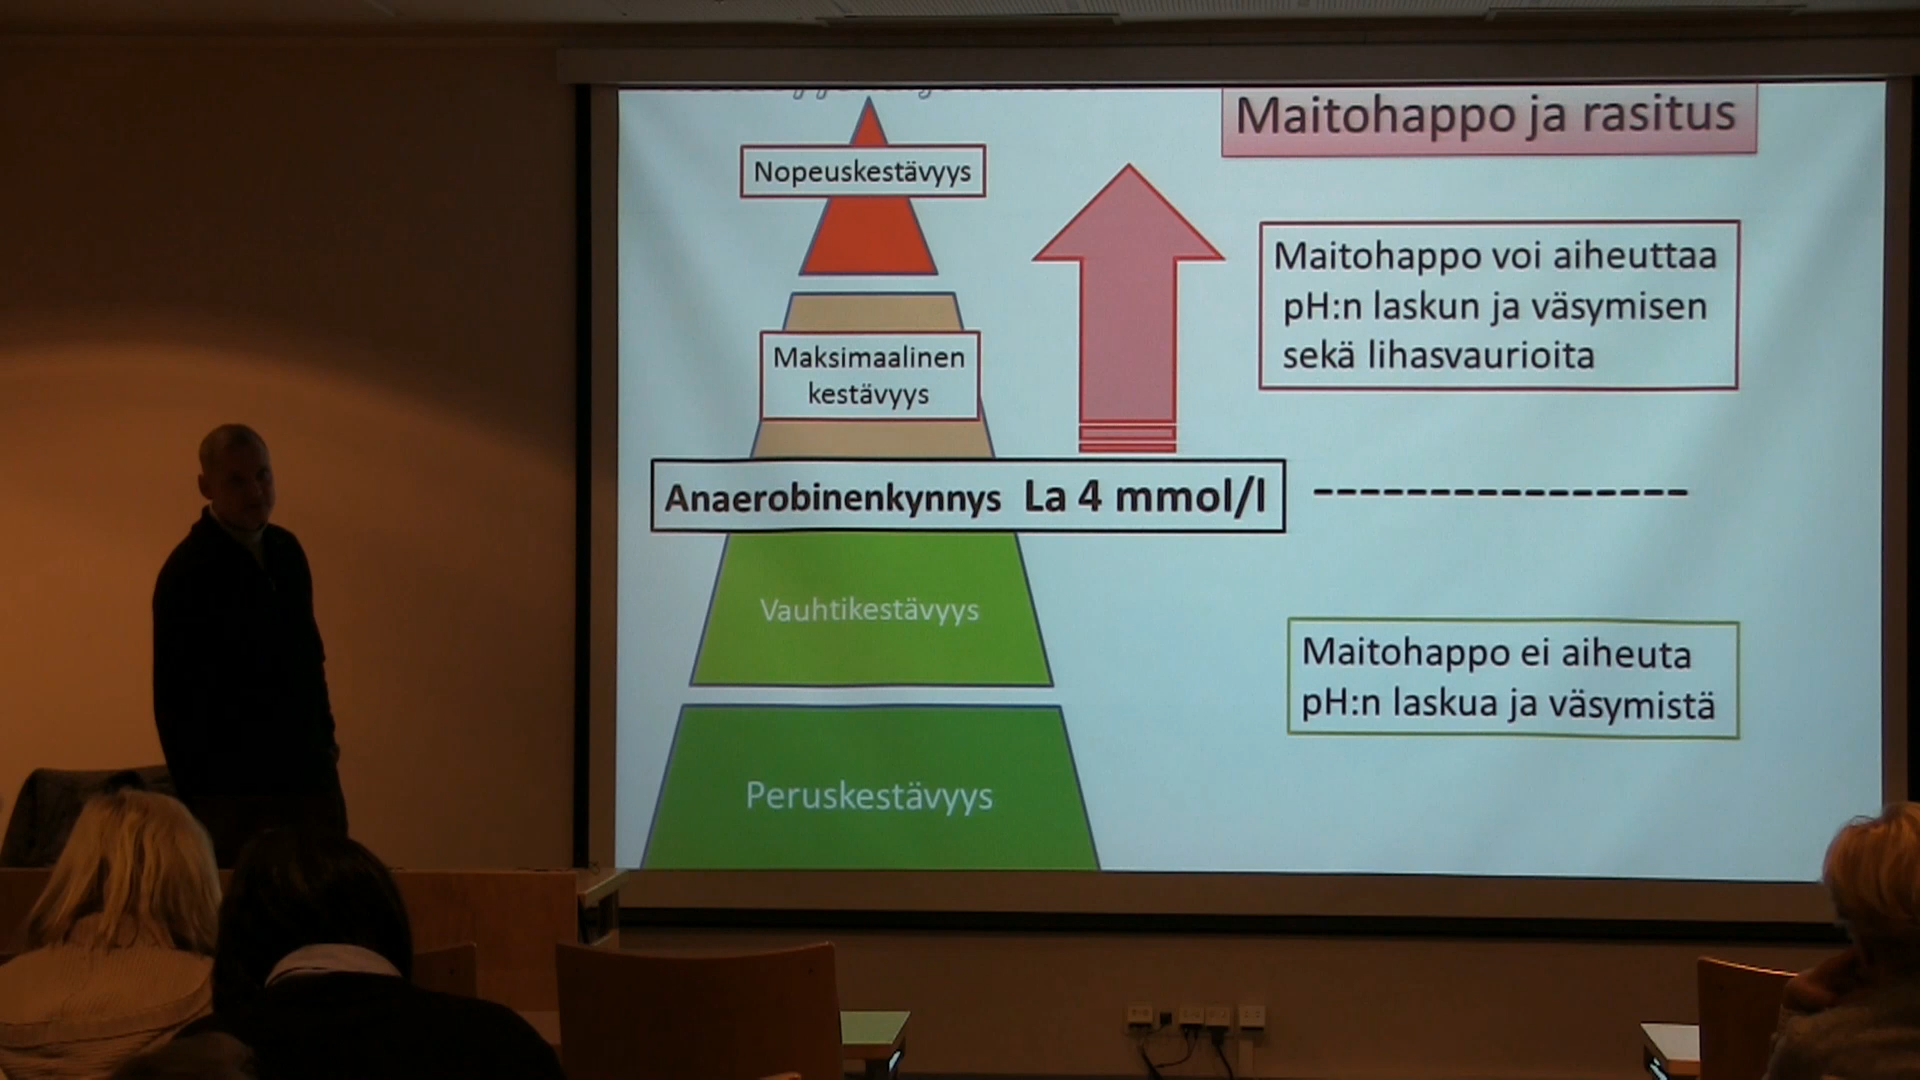 Maitohappo ja rasitus
Nopeuskestävyys
Maitohappo voi aiheuttaa
pH:n laskun ja väsymisen
sekä lihasvaurioita
Maksimaalinen
kestävyys
Anaerobinenkynnys La 4 mmol/l
Vauhtikestävyys
Maitohappo ei aiheuta
pH:n laskua ja väsymistä
Peruskestävyys